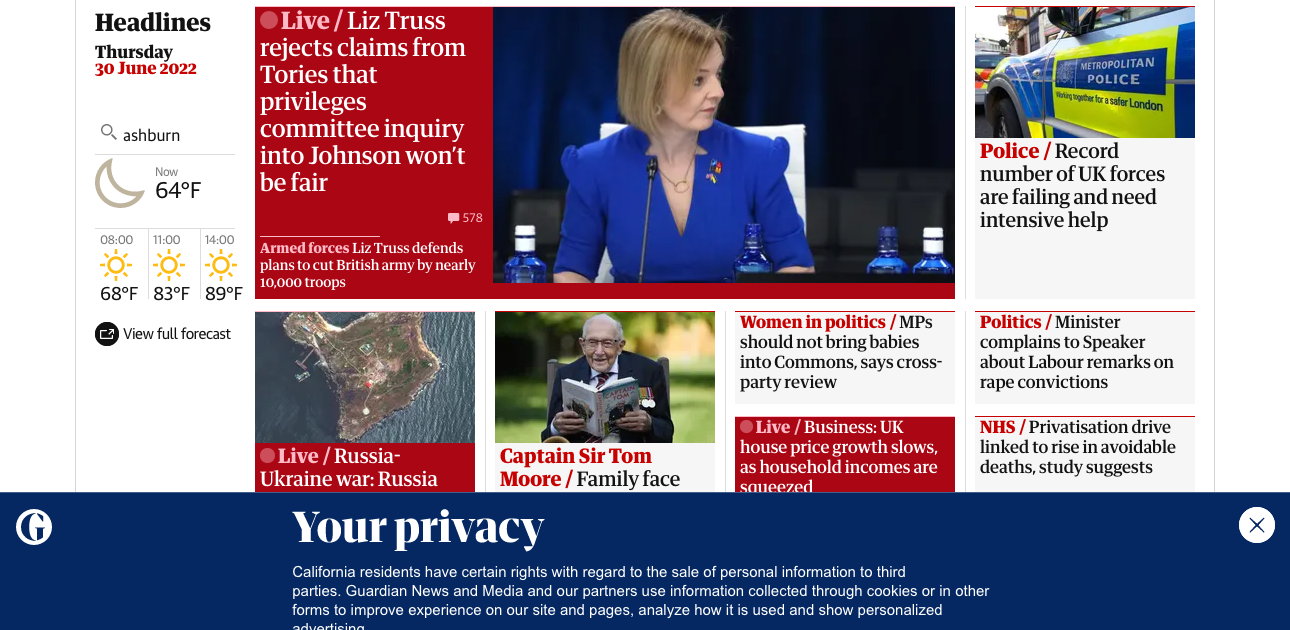 Headlines
Thursday
30 June 2022
ashburn
Now
64°F
08:00
11:00
14:00
68°F
83°F
89°F
View full forecast
Live / Liz Truss
rejects claims from
Tories that
privileges
committee inquiry
into Johnson won't
be fair
578
Armed forces Liz Truss defends
plans to cut British army by nearly
10,000 troops
METROPOLITAN
POLICE
Working together for a safer London
Police / Record
number of UK forces
are failing and need
intensive help
Live / Russia-
Ukraine war: Russia
CAPTAIN
TOM
Captain Sir Tom
Moore / Family face
Women in politics / MPs
should not bring babies
into Commons, says cross-
party review
Live / Business: UK
house price growth slows,
as household incomes are
squeezed
Politics / Minister
complains to Speaker
about Labour remarks on
rape convictions
NHS / Privatisation drive
linked to rise in avoidable
deaths, study suggests
G
Your privacy
California residents have certain rights with regard to the sale of personal information to third
parties. Guardian News and Media and our partners use information collected through cookies or in other
forms to improve experience on our site and pages, analyze how it is used and show personalized
advertising.